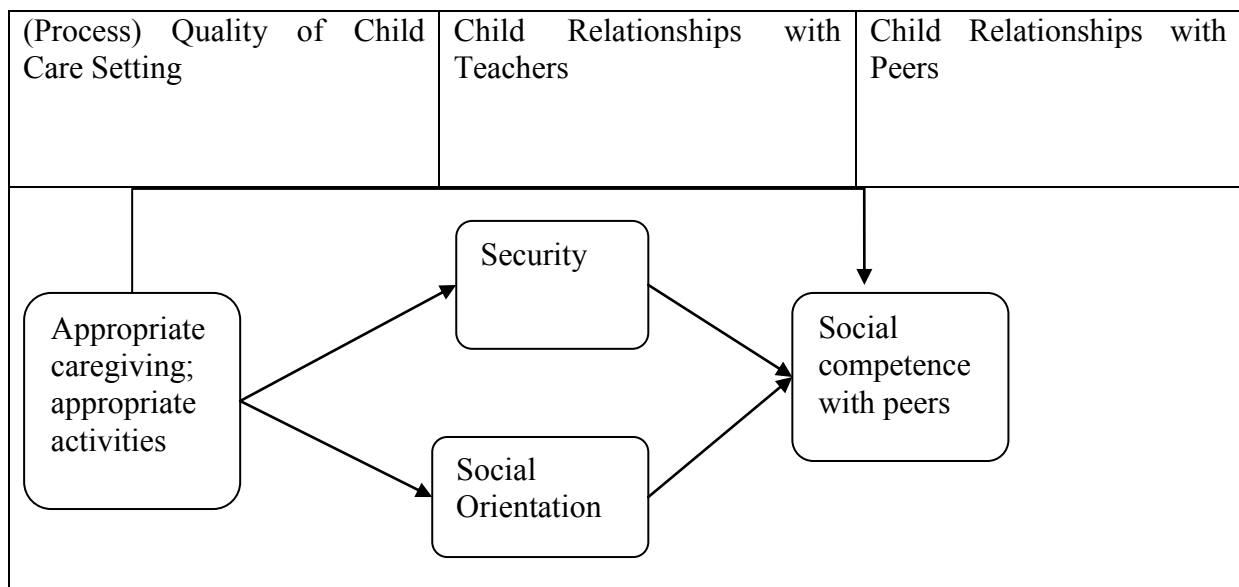 (Process) Quality of Child
Care Setting
Child Relationships with
Teachers
Child Relationships with
Peers
Security
Appropriate
caregiving;
appropriate
activities
Social
competence
with peers
Social
Orientation